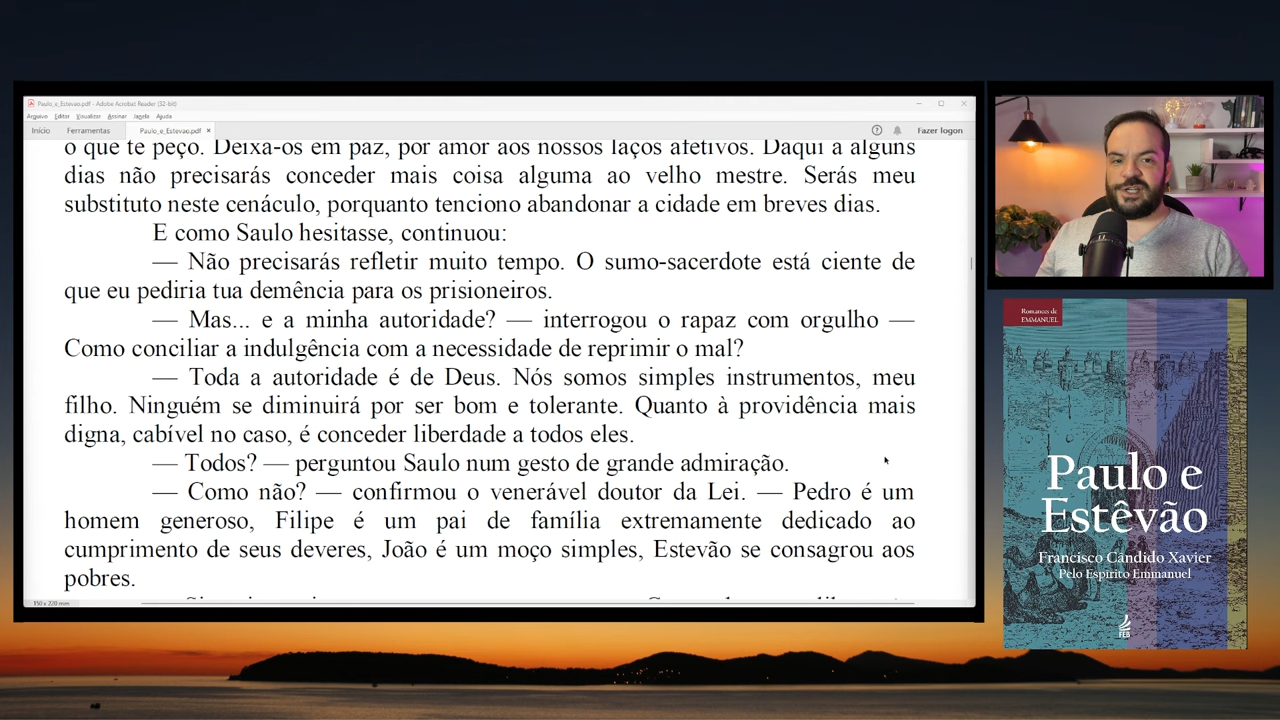 Paulo_e_Estevao.pdf - Adobe Acrobat Reader (32-bit)
Arquivo Editar Visualizar Assinar Janela Ajuda
Início Ferramentas Paulo_e_Estevao.pdf × Fazer logon
o que te peço. Deixa-os em paz, por amor aos nossos laços afetivos. Daqui a alguns
dias não precisarás conceder mais coisa alguma ao velho mestre. Serás meu
substituto neste cenáculo, porquanto tenciono abandonar a cidade em breves dias.
E como Saulo hesitasse, continuou:
— Não precisarás refletir muito tempo. O sumo-sacerdote está ciente de
que eu pediria tua demência para os prisioneiros.
— Mas... e a minha autoridade? — interrogou o rapaz com orgulho —
Como conciliar a indulgência com a necessidade de reprimir o mal?
— Toda a autoridade é de Deus. Nós somos simples instrumentos, meu
filho. Ninguém se diminuirá por ser bom e tolerante. Quanto à providência mais
digna, cabível no caso, é conceder liberdade a todos eles.
— Todos? — perguntou Saulo num gesto de grande admiração.
— Como não? — confirmou o venerável doutor da Lei. — Pedro é um
homem generoso, Filipe é um pai de família extremamente dedicado ao
cumprimento de seus deveres, João é um moço simples, Estevão se consagrou aos
pobres.
150 x 220 mm
Romances de
EMMANUEL
Paulo e
Estêvão
Francisco Cândido Xavier
Pelo Espírito Emmanuel
FEB